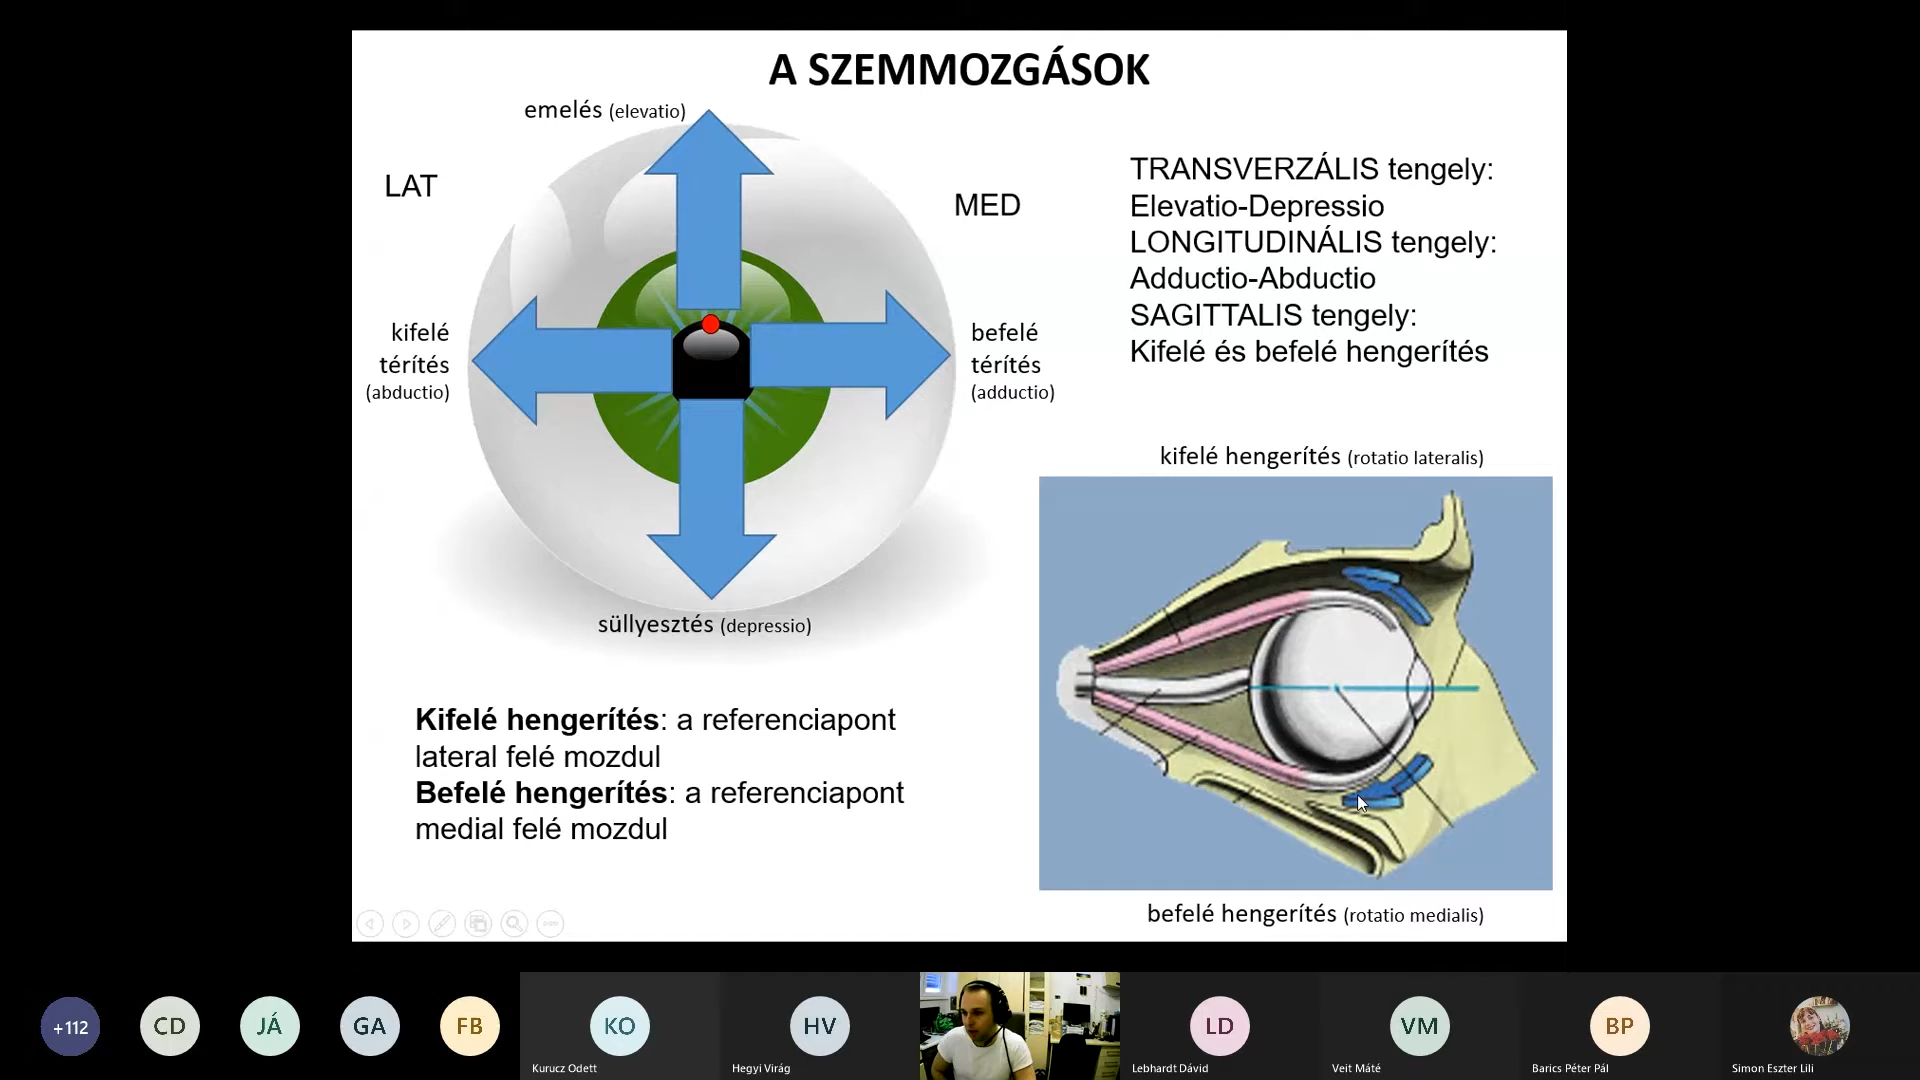 A SZEMMOZGÁSOK
emelés (elevatio)
LAT
MED
kifelé
térítés
(abductio)
befelé
térítés
(adductio)
süllyesztés (depressio)
TRANSVERZÁLIS tengely:
Elevatio-Depressio
LONGITUDINÁLIS tengely:
Adductio-Abductio
SAGITTALIS tengely:
Kifelé és befelé hengerítés
kifelé hengerítés (rotatio lateralis)
Kifelé hengerítés: a referenciapont
lateral felé mozdul
Befelé hengerítés: a referenciapont
medial felé mozdul
befelé hengerítés (rotatio medialis)
+112
CD
JÁ
GA
FB
KO
HV
LD
VM
BP
Kurucz Odett
Hegyi Virág
Lebhardt Dávid
Veit Máté
Barics Péter Pál
Simon Eszter Lili